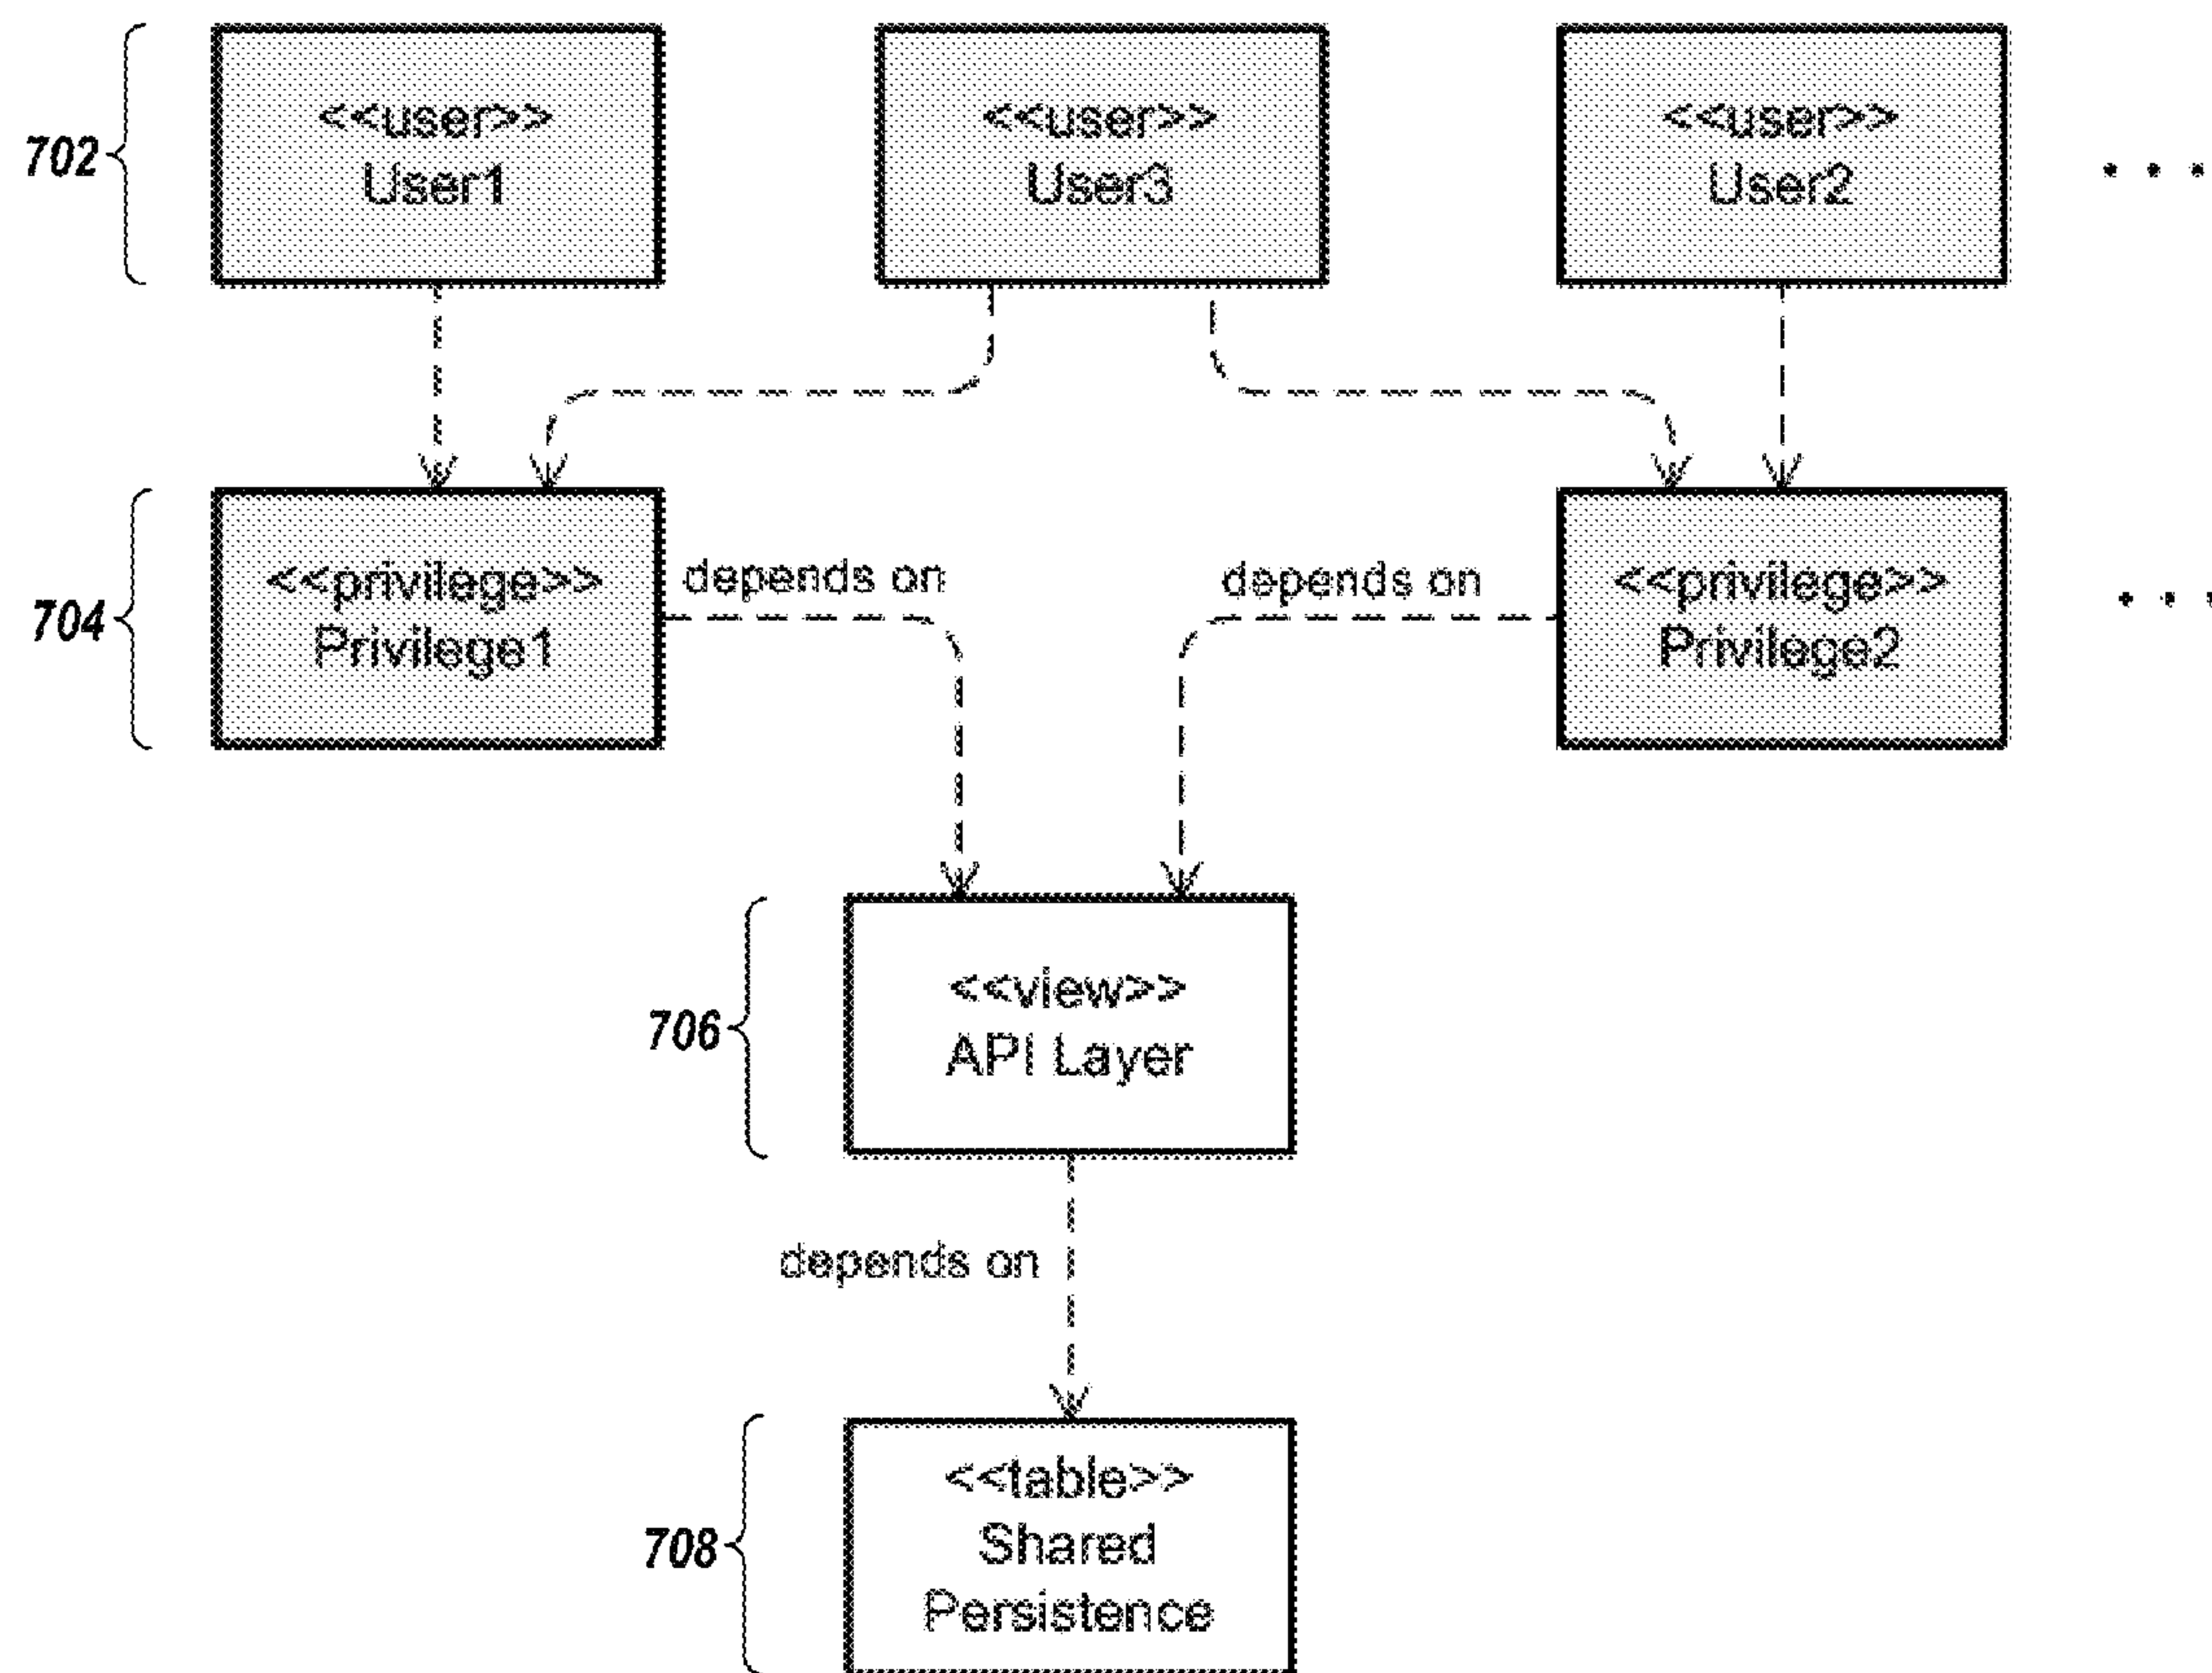 702
<<user>>
User1
<<user>>
User3
<<user>>
User2
. . .
704
<<privilege>>
Privilege1
depends on
depends on
<<privilege>>
Privilege2
. . .
706
<<view>>
API Layer
depends on
708
<<table>>
Shared
Persistence